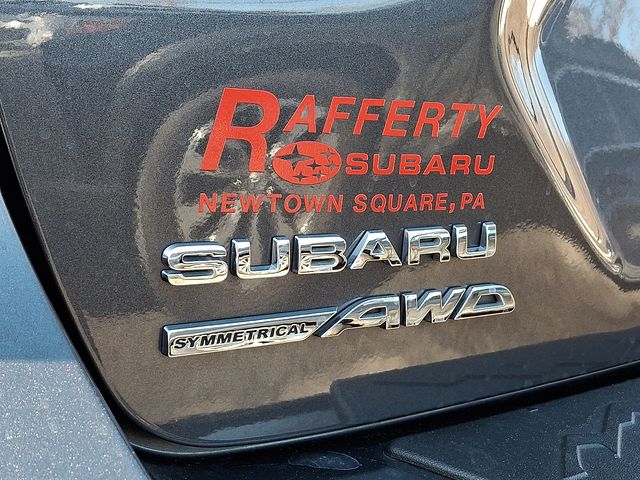 RAFFERTY
SUBARU
NEWTOWN SQUARE, PA
SUBARU
SYMMETRICAL AWD